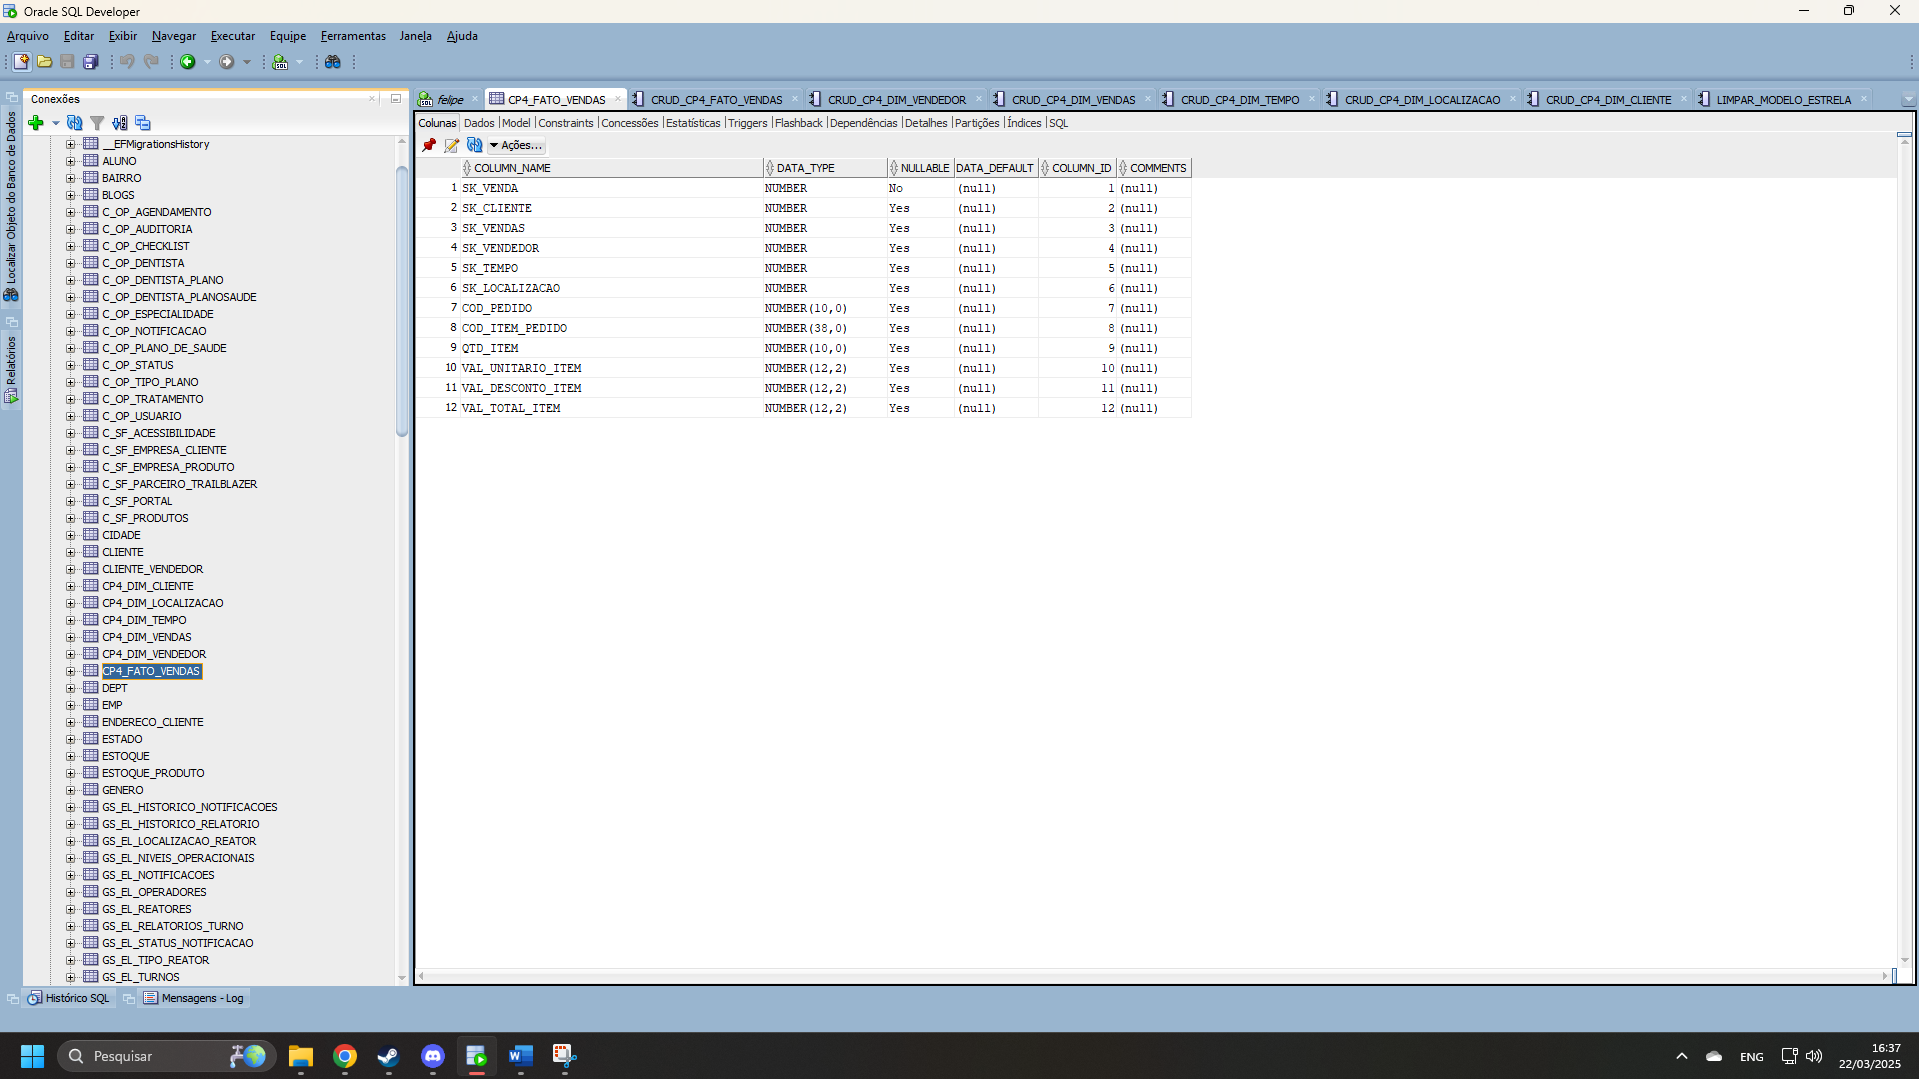 Oracle SQL Developer
Arquivo Editar Exibir Navegar Executar Equipe Ferramentas Janela Ajuda
Localizar Objeto do Banco de Dados
Relatórios
Conexões
__EFMigrationsHistory
ALUNO
BAIRRO
BLOGS
C_OP_AGENDAMENTO
C_OP_AUDITORIA
C_OP_CHECKLIST
C_OP_DENTISTA
C_OP_DENTISTA_PLANO
C_OP_DENTISTA_PLANOSAUDE
C_OP_ESPECIALIDADE
C_OP_NOTIFICACAO
C_OP_PLANO_DE_SAUDE
C_OP_STATUS
C_OP_TIPO_PLANO
C_OP_TRATAMENTO
C_OP_USUARIO
C_SF_ACESSIBILIDADE
C_SF_EMPRESA_CLIENTE
C_SF_EMPRESA_PRODUTO
C_SF_PARCEIRO_TRAILBLAZER
C_SF_PORTAL
C_SF_PRODUTOS
CIDADE
CLIENTE
CLIENTE_VENDEDOR
CP4_DIM_CLIENTE
CP4_DIM_LOCALIZACAO
CP4_DIM_TEMPO
CP4_DIM_VENDAS
CP4_DIM_VENDEDOR
CP4_FATO_VENDAS
DEPT
EMP
ENDERECO_CLIENTE
ESTADO
ESTOQUE
ESTOQUE_PRODUTO
GENERO
GS_EL_HISTORICO_NOTIFICACOES
GS_EL_HISTORICO_RELATORIO
GS_EL_LOCALIZACAO_REATOR
GS_EL_NIVEIS_OPERACIONAIS
GS_EL_NOTIFICACOES
GS_EL_OPERADORES
GS_EL_REATORES
GS_EL_RELATORIOS_TURNO
GS_EL_STATUS_NOTIFICACAO
GS_EL_TIPO_REATOR
GS_EL_TURNOS
felipe CP4_FATO_VENDAS CRUD_CP4_FATO_VENDAS CRUD_CP4_DIM_VENDEDOR CRUD_CP4_DIM_VENDAS CRUD_CP4_DIM_TEMPO CRUD_CP4_DIM_LOCALIZACAO CRUD_CP4_DIM_CLIENTE LIMPAR_MODELO_ESTRELA
Colunas Dados Model Constraints Concessões Estatísticas Triggers Flashback Dependências Detalhes Partições Índices SQL
Ações...
COLUMN_NAME DATA_TYPE NULLABLE DATA_DEFAULT COLUMN_ID COMMENTS
1 SK_VENDA NUMBER No (null) 1 (null)
2 SK_CLIENTE NUMBER Yes (null) 2 (null)
3 SK_VENDAS NUMBER Yes (null) 3 (null)
4 SK_VENDEDOR NUMBER Yes (null) 4 (null)
5 SK_TEMPO NUMBER Yes (null) 5 (null)
6 SK_LOCALIZACAO NUMBER Yes (null) 6 (null)
7 COD_PEDIDO NUMBER(10,0) Yes (null) 7 (null)
8 COD_ITEM_PEDIDO NUMBER(38,0) Yes (null) 8 (null)
9 QTD_ITEM NUMBER(10,0) Yes (null) 9 (null)
10 VAL_UNITARIO_ITEM NUMBER(12,2) Yes (null) 10 (null)
11 VAL_DESCONTO_ITEM NUMBER(12,2) Yes (null) 11 (null)
12 VAL_TOTAL_ITEM NUMBER(12,2) Yes (null) 12 (null)
Histórico SQL Mensagens - Log
Pesquisar
ENG
16:37
22/03/2025